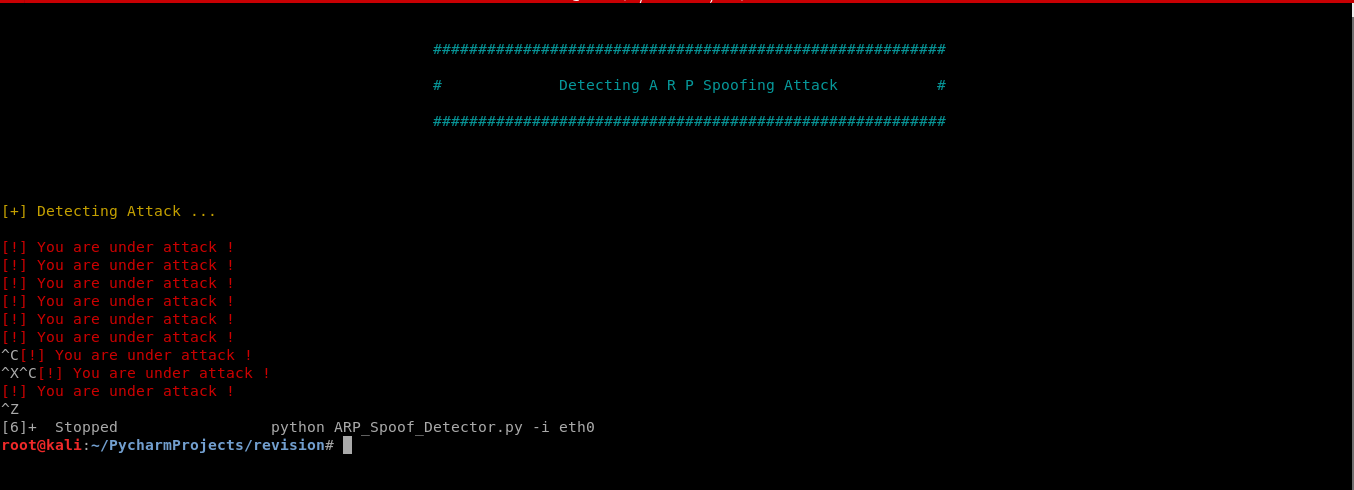 #########################################################
# Detecting A R P Spoofing Attack #
#########################################################
[+] Detecting Attack ...
[!] You are under attack !
[!] You are under attack !
[!] You are under attack !
[!] You are under attack !
[!] You are under attack !
[!] You are under attack !
^C[!] You are under attack !
^X^C[!] You are under attack !
[!] You are under attack !
^Z
[6]+  Stopped                 python ARP_Spoof_Detector.py -i eth0
root@kali:~/PycharmProjects/revision#